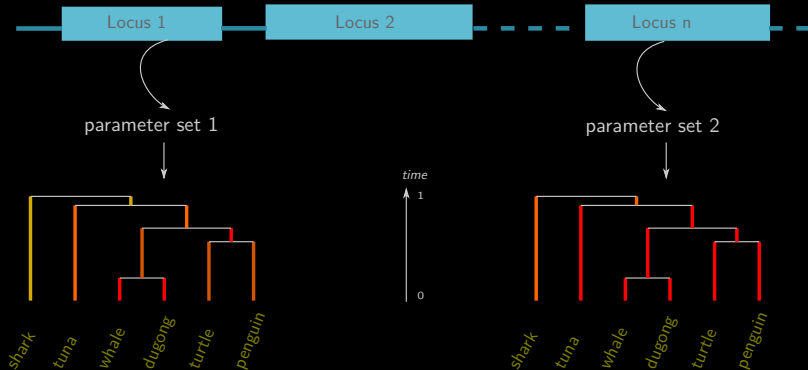 Locus 1
Locus 2
Locus n
parameter set 1
parameter set 2
time
1
0
shark
tuna
whale
dugong
turtle
penguin
shark
tuna
whale
dugong
turtle
penguin